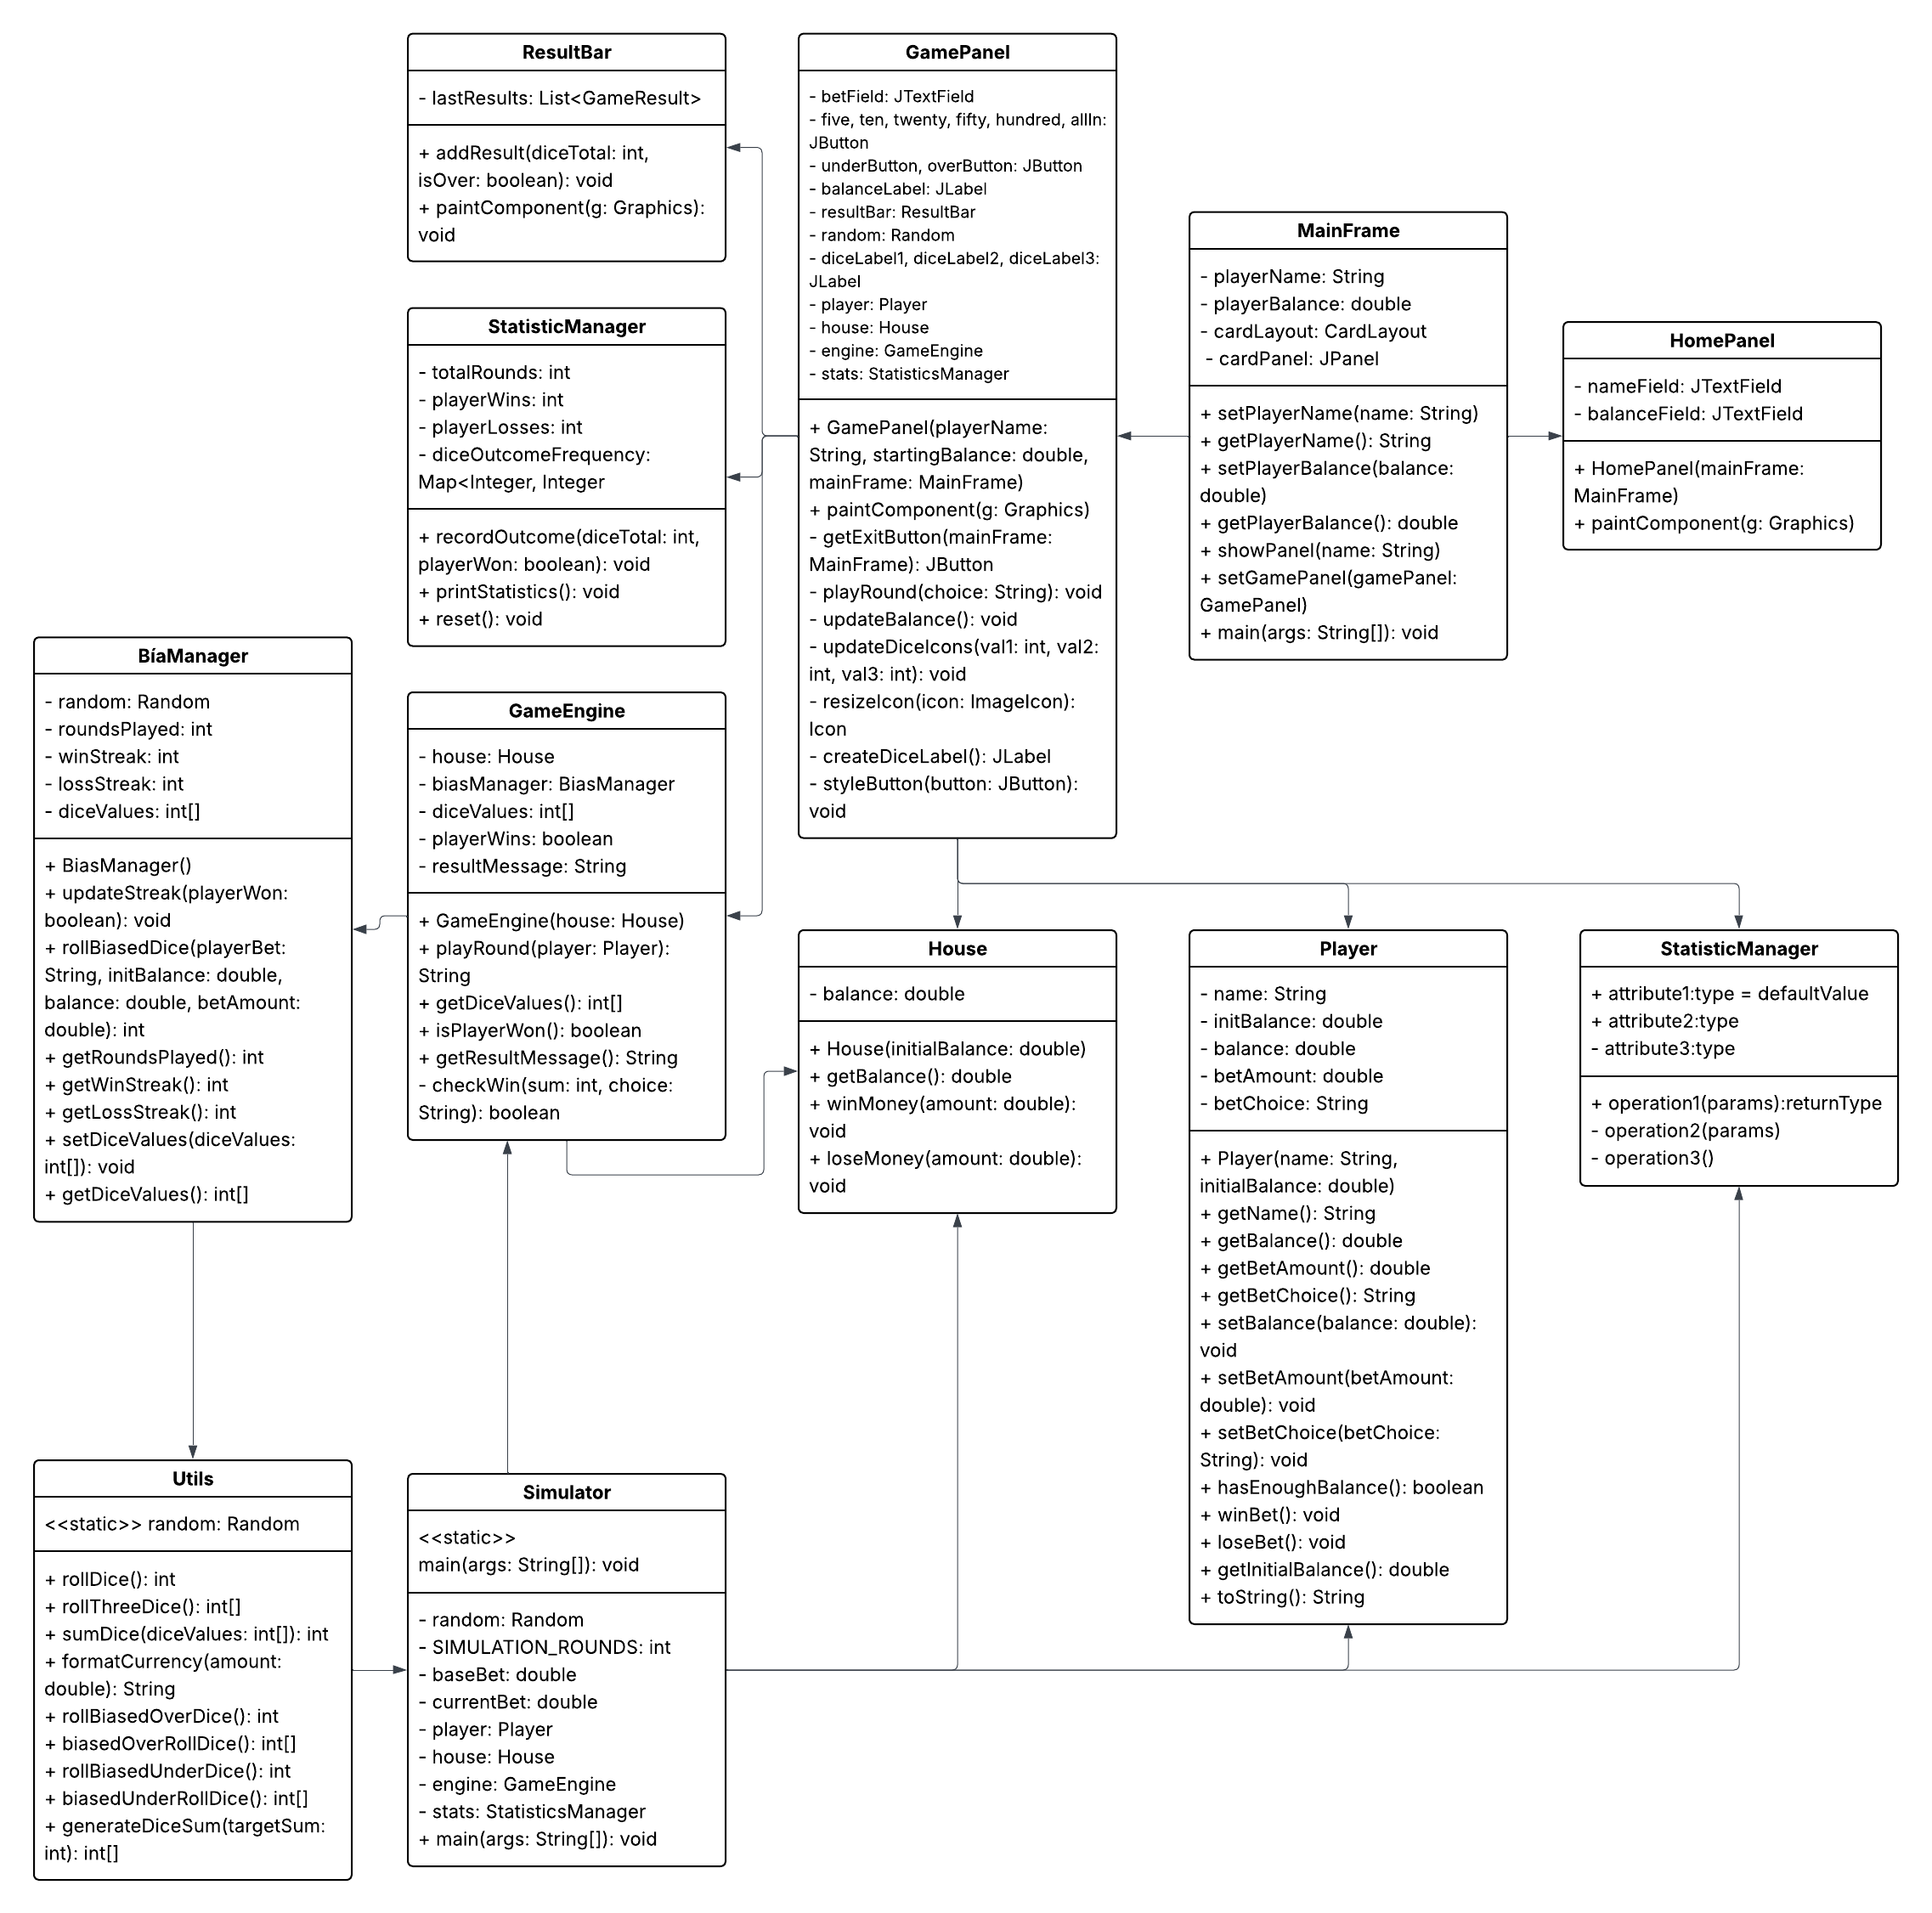 ResultBar
- lastResults: List<GameResult>
+ addResult(diceTotal: int,
isOver: boolean): void
+ paintComponent(g: Graphics):
void
GamePanel
- betField: JTextField
- five, ten, twenty, fifty, hundred, allIn:
JButton
- underButton, overButton: JButton
- balanceLabel: JLabel
- resultBar: ResultBar
- random: Random
- diceLabel1, diceLabel2, diceLabel3:
JLabel
- player: Player
- house: House
- engine: GameEngine
- stats: StatisticsManager
+ GamePanel(playerName:
String, startingBalance: double,
mainFrame: MainFrame)
+ paintComponent(g: Graphics)
- getExitButton(mainFrame:
MainFrame): JButton
- playRound(choice: String): void
- updateBalance(): void
- updateDiceIcons(val1: int, val2:
int, val3: int): void
- resizeIcon(icon: ImageIcon):
Icon
- createDiceLabel(): JLabel
- styleButton(button: JButton):
void
MainFrame
- playerName: String
- playerBalance: double
- cardLayout: CardLayout
- cardPanel: JPanel
+ setPlayerName(name: String)
+ getPlayerName(): String
+ setPlayerBalance(balance:
double)
+ getPlayerBalance(): double
+ showPanel(name: String)
+ setGamePanel(gamePanel:
GamePanel)
+ main(args: String[]): void
HomePanel
- nameField: JTextField
- balanceField: JTextField
+ HomePanel(mainFrame:
MainFrame)
+ paintComponent(g: Graphics)
StatisticManager
- totalRounds: int
- playerWins: int
- playerLosses: int
- diceOutcomeFrequency:
Map<Integer, Integer
+ recordOutcome(diceTotal: int,
playerWon: boolean): void
+ printStatistics(): void
+ reset(): void
BíaManager
- random: Random
- roundsPlayed: int
- winStreak: int
- lossStreak: int
- diceValues: int[]
+ BiasManager()
+ updateStreak(playerWon:
boolean): void
+ rollBiasedDice(playerBet:
String, initBalance: double,
balance: double, betAmount:
double): int
+ getRoundsPlayed(): int
+ getWinStreak(): int
+ getLossStreak(): int
+ setDiceValues(diceValues:
int[]): void
+ getDiceValues(): int[]
GameEngine
- house: House
- biasManager: BiasManager
- diceValues: int[]
- playerWins: boolean
- resultMessage: String
+ GameEngine(house: House)
+ playRound(player: Player):
String
+ getDiceValues(): int[]
+ isPlayerWon(): boolean
+ getResultMessage(): String
- checkWin(sum: int, choice:
String): boolean
House
- balance: double
+ House(initialBalance: double)
+ getBalance(): double
+ winMoney(amount: double):
void
+ loseMoney(amount: double):
void
Player
- name: String
- initBalance: double
- balance: double
- betAmount: double
- betChoice: String
+ Player(name: String,
initialBalance: double)
+ getName(): String
+ getBalance(): double
+ getBetAmount(): double
+ getBetChoice(): String
+ setBalance(balance: double):
void
+ setBetAmount(betAmount:
double): void
+ setBetChoice(betChoice:
String): void
+ hasEnoughBalance(): boolean
+ winBet(): void
+ loseBet(): void
+ getInitialBalance(): double
+ toString(): String
StatisticManager
+ attribute1:type = defaultValue
+ attribute2:type
- attribute3:type
+ operation1(params):returnType
- operation2(params)
- operation3()
Utils
<<static>> random: Random
+ rollDice(): int
+ rollThreeDice(): int[]
+ sumDice(diceValues: int[]): int
+ formatCurrency(amount:
double): String
+ rollBiasedOverDice(): int
+ biasedOverRollDice(): int[]
+ rollBiasedUnderDice(): int
+ biasedUnderRollDice(): int[]
+ generateDiceSum(targetSum:
int): int[]
Simulator
<<static>>
main(args: String[]): void
- random: Random
- SIMULATION_ROUNDS: int
- baseBet: double
- currentBet: double
- player: Player
- house: House
- engine: GameEngine
- stats: StatisticsManager
+ main(args: String[]): void